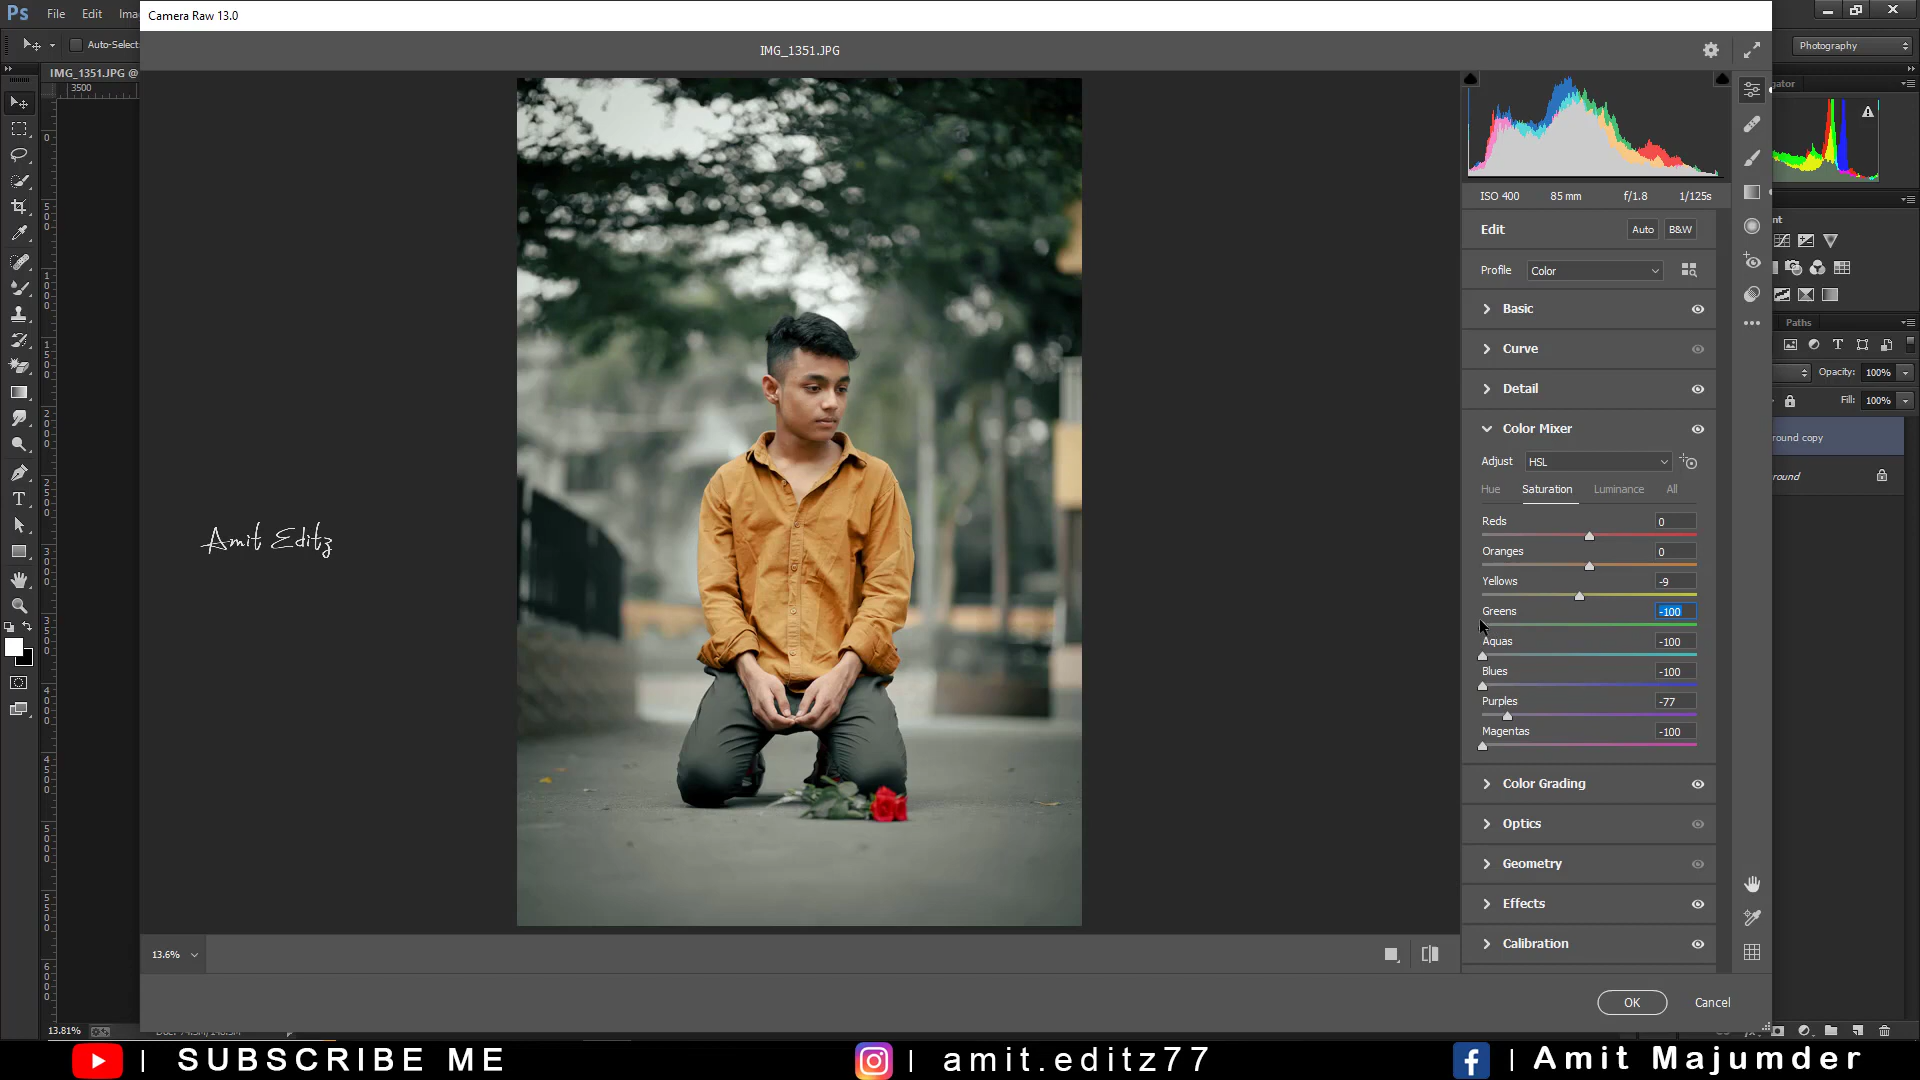 Ps File Edit Ima
Camera Raw 13.0
Photography
Auto-Select
IMG_1351.JPG
IMG_1351.JPG @
3500
ISO 400 85 mm f/1.8 1/125s
Edit Auto B&W
Profile Color
Basic
Curve
Detail
Color Mixer
Adjust HSL
Hue Saturation Luminance All
Reds 0
Oranges 0
Yellows -9
Greens -100
Aquas -100
Blues -100
Purples -77
Magentas -100
Color Grading
Optics
Geometry
Effects
Calibration
Paths
Opacity: 100%
Fill: 100%
round copy
round
Amit Editz
13.6%
OK Cancel
13.81%
SUBSCRIBE ME | amit.editz77 | Amit Majumder